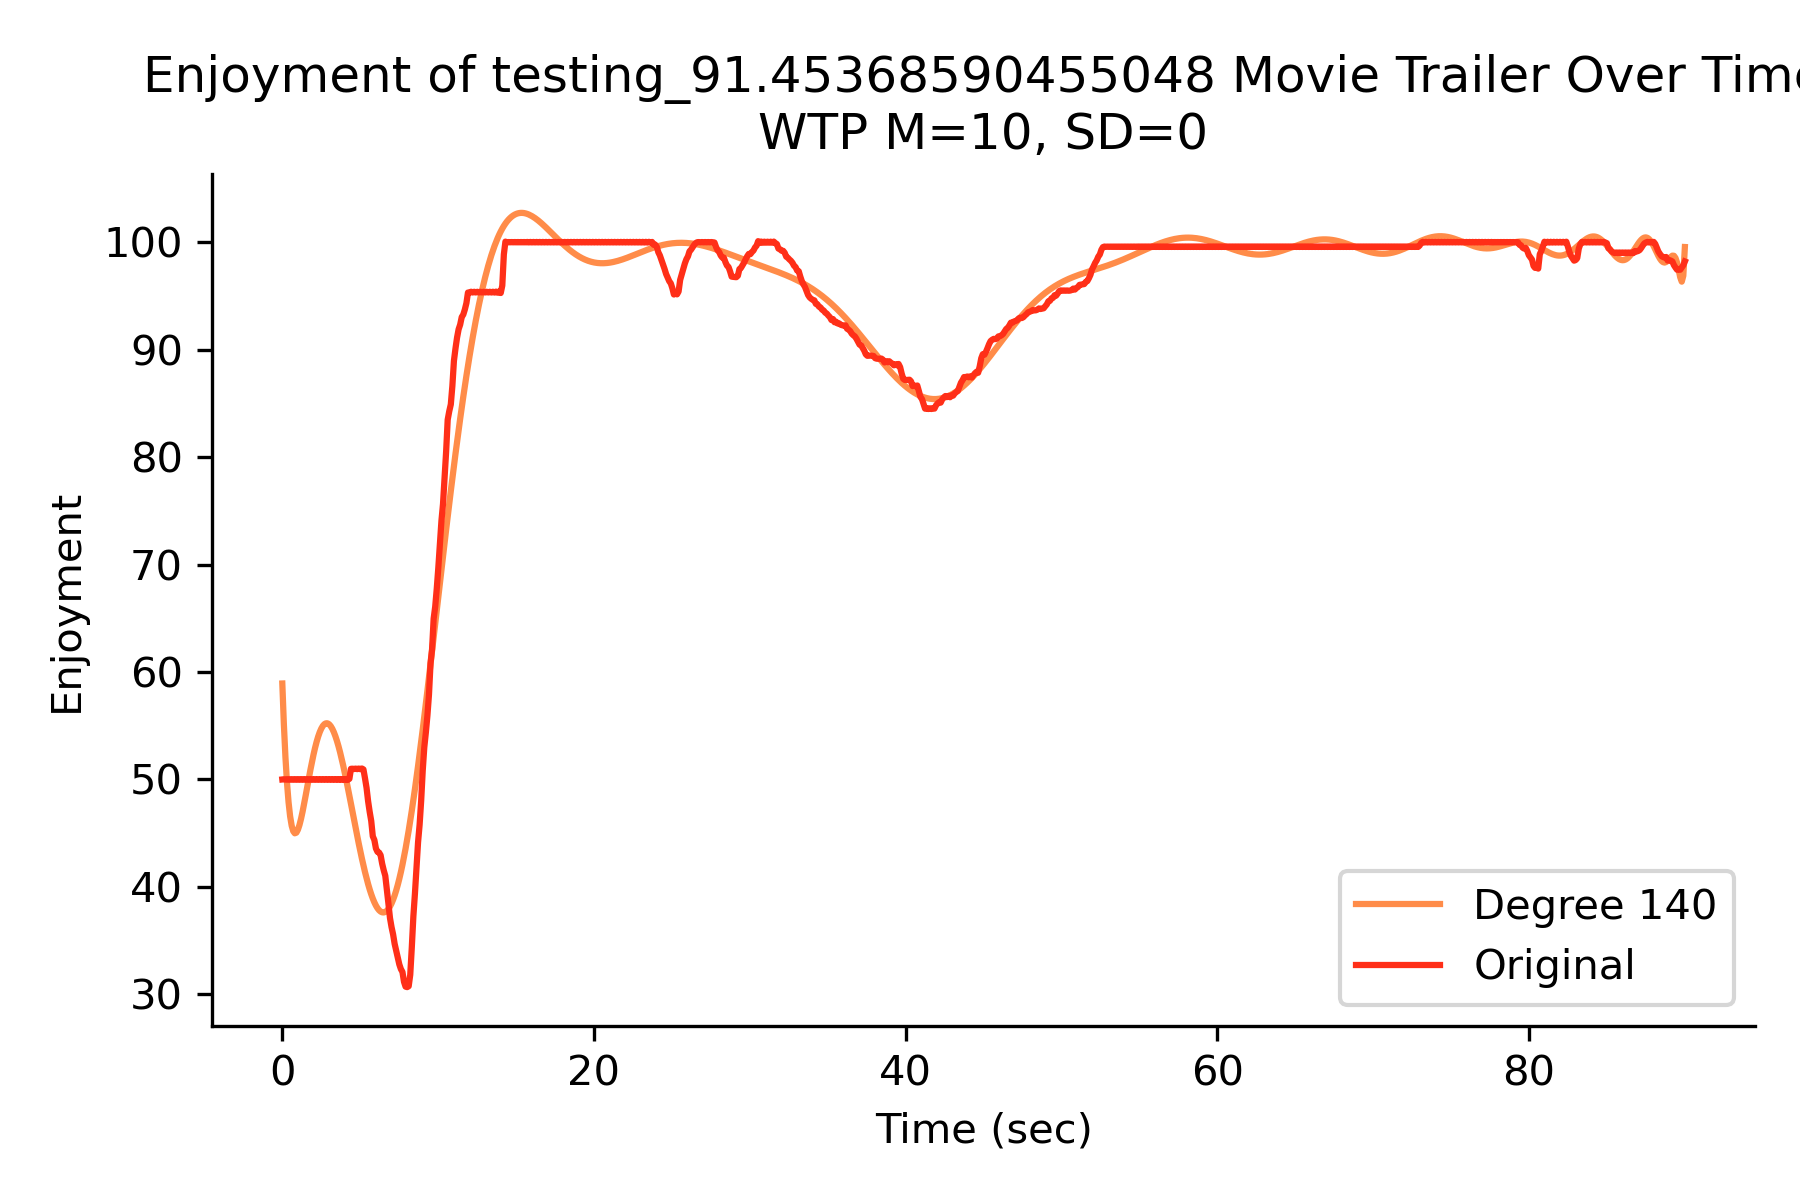 Enjoyment of testing_91.45368590455048 Movie Trailer Over Time
WTP M=10, SD=0
100
90
80
70
60
50
40
30
Enjoyment
0 20 40 60 80
Time (sec)
Degree 140
Original